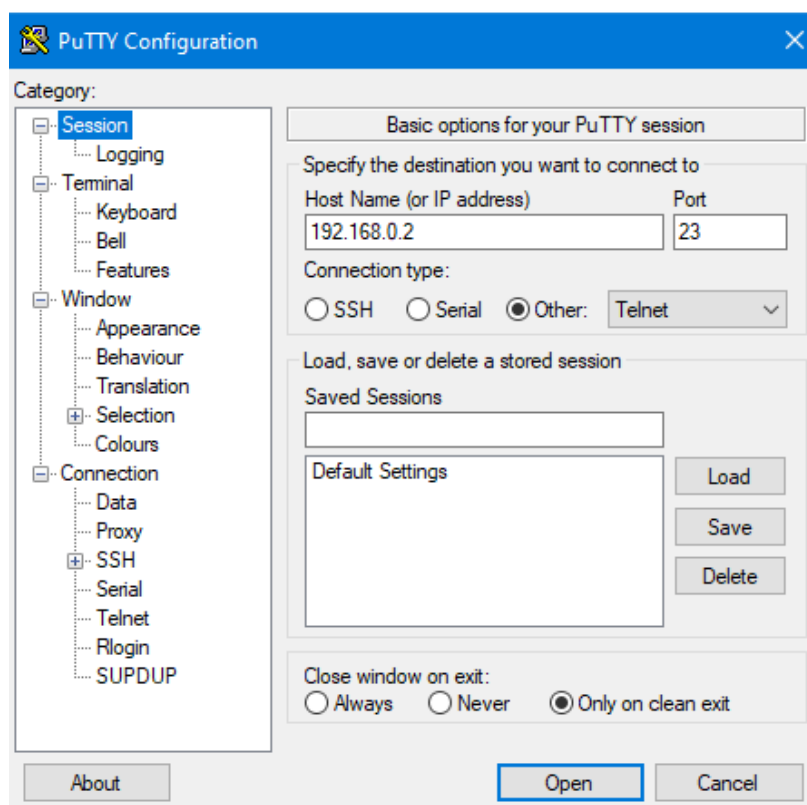 PuTTY Configuration
Category:
Session
Logging
Terminal
Keyboard
Bell
Features
Window
Appearance
Behaviour
Translation
Selection
Colours
Connection
Data
Proxy
SSH
Serial
Telnet
Rlogin
SUPDUP
Basic options for your PuTTY session
Specify the destination you want to connect to
Host Name (or IP address) Port
192.168.0.2 23
Connection type:
SSH Serial Other: Telnet
Load, save or delete a stored session
Saved Sessions
Default Settings
Load
Save
Delete
Close window on exit:
Always Never Only on clean exit
About Open Cancel